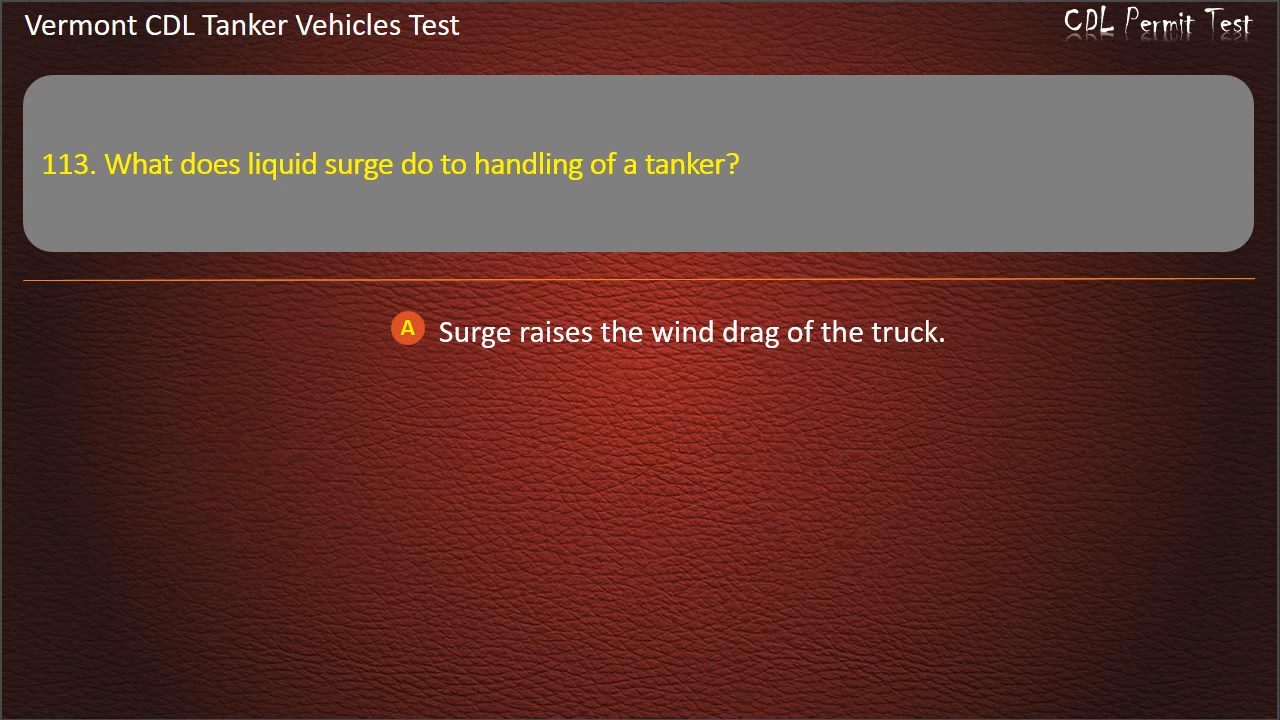 Vermont CDL Tanker Vehicles Test
CDL Permit Test
113. What does liquid surge do to handling of a tanker?
A Surge raises the wind drag of the truck.